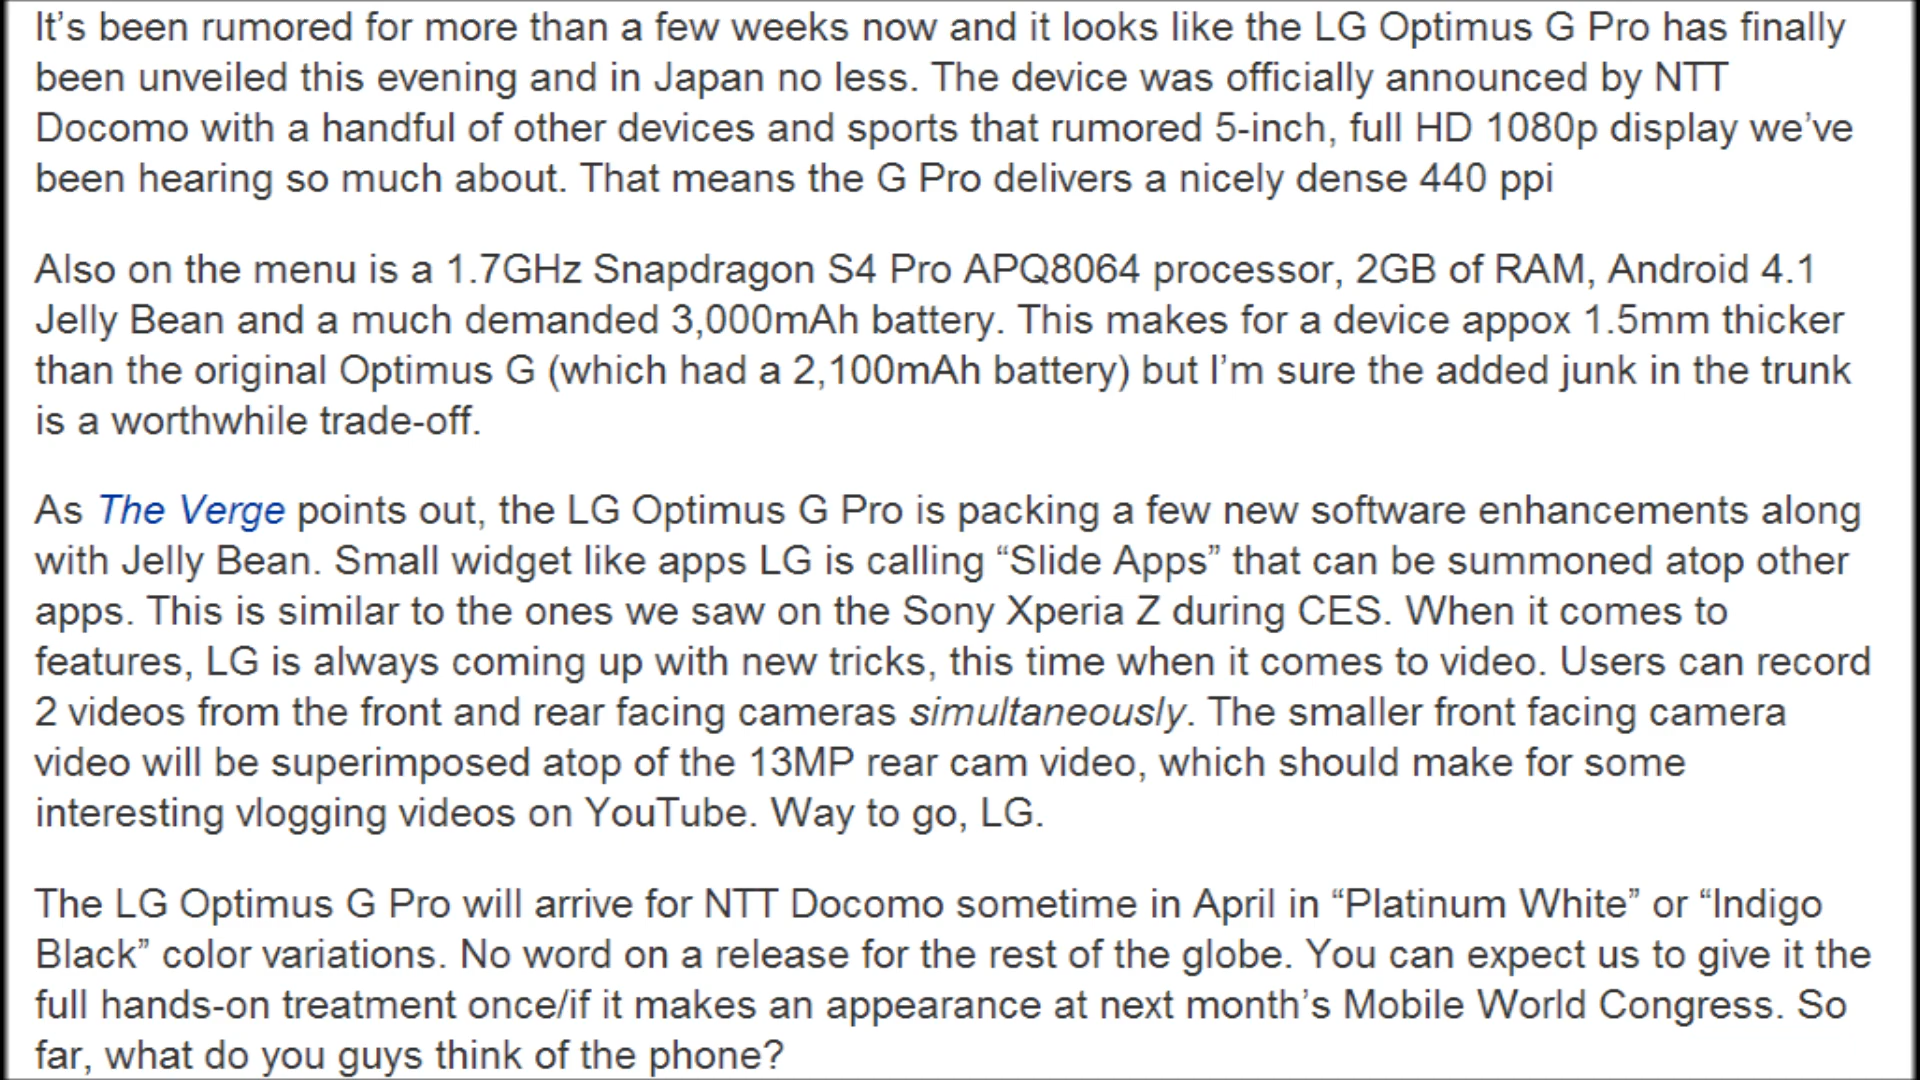 It’s been rumored for more than a few weeks now and it looks like the LG Optimus G Pro has finally
been unveiled this evening and in Japan no less. The device was officially announced by NTT
Docomo with a handful of other devices and sports that rumored 5-inch, full HD 1080p display we’ve
been hearing so much about. That means the G Pro delivers a nicely dense 440 ppi
Also on the menu is a 1.7GHz Snapdragon S4 Pro APQ8064 processor, 2GB of RAM, Android 4.1
Jelly Bean and a much demanded 3,000mAh battery. This makes for a device appox 1.5mm thicker
than the original Optimus G (which had a 2,100mAh battery) but I’m sure the added junk in the trunk
is a worthwhile trade-off.
As The Verge points out, the LG Optimus G Pro is packing a few new software enhancements along
with Jelly Bean. Small widget like apps LG is calling “Slide Apps” that can be summoned atop other
apps. This is similar to the ones we saw on the Sony Xperia Z during CES. When it comes to
features, LG is always coming up with new tricks, this time when it comes to video. Users can record
2 videos from the front and rear facing cameras simultaneously. The smaller front facing camera
video will be superimposed atop of the 13MP rear cam video, which should make for some
interesting vlogging videos on YouTube. Way to go, LG.
The LG Optimus G Pro will arrive for NTT Docomo sometime in April in “Platinum White” or “Indigo
Black” color variations. No word on a release for the rest of the globe. You can expect us to give it the
full hands-on treatment once/if it makes an appearance at next month’s Mobile World Congress. So
far, what do you guys think of the phone?